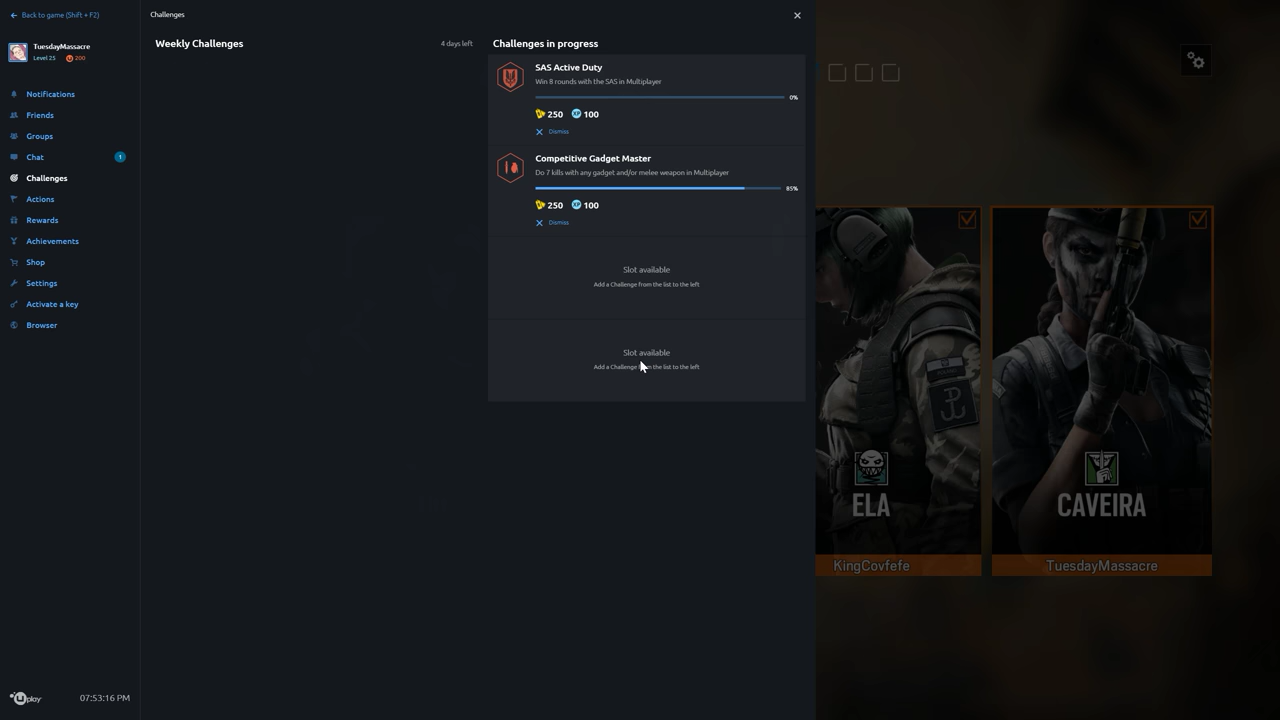 Back to game (Shift + F2)
TuesdayMassacre
Level 25
200
Notifications
Friends
Groups
Chat
1
Challenges
Actions
Rewards
Achievements
Shop
Settings
Activate a key
Browser
Uplay
07:53:16 PM
Challenges
Weekly Challenges
4 days left
Challenges in progress
SAS Active Duty
Win 8 rounds with the SAS in Multiplayer
0%
250
XP 100
Dismiss
Competitive Gadget Master
Do 7 kills with any gadget and/or melee weapon in Multiplayer
85%
250
XP 100
Dismiss
Slot available
Add a Challenge from the list to the left
Slot available
Add a Challenge from the list to the left
ELA
KingCovfefe
CAVEIRA
TuesdayMassacre